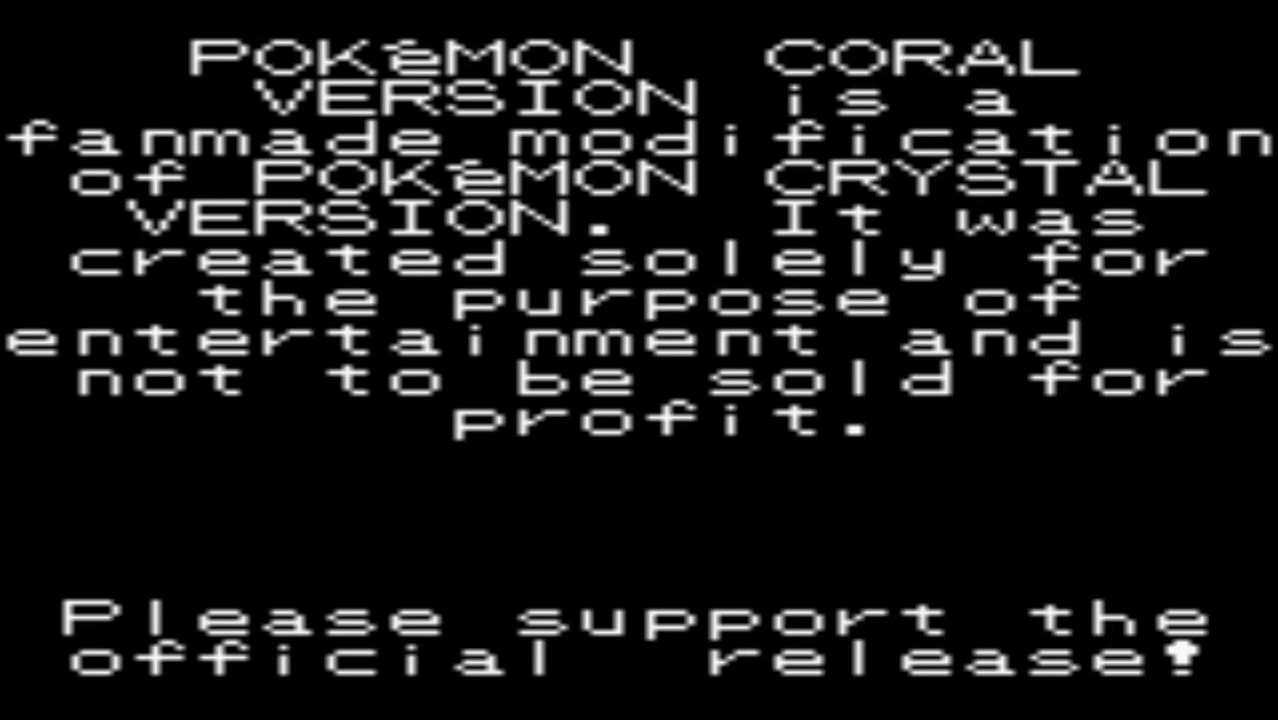 POKéMON CORAL
VERSION is a
fanmade modification
of POKéMON CRYSTAL
VERSION. It was
created solely for
the purpose of
entertainment and is
not to be sold for
profit.
Please support the
official release!